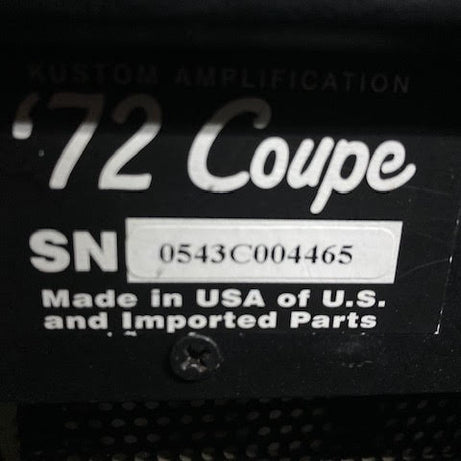 KUSTOM AMPLIFICATION
'72 Coupe
SN 0543C004465
Made in USA of U.S.
and Imported Parts